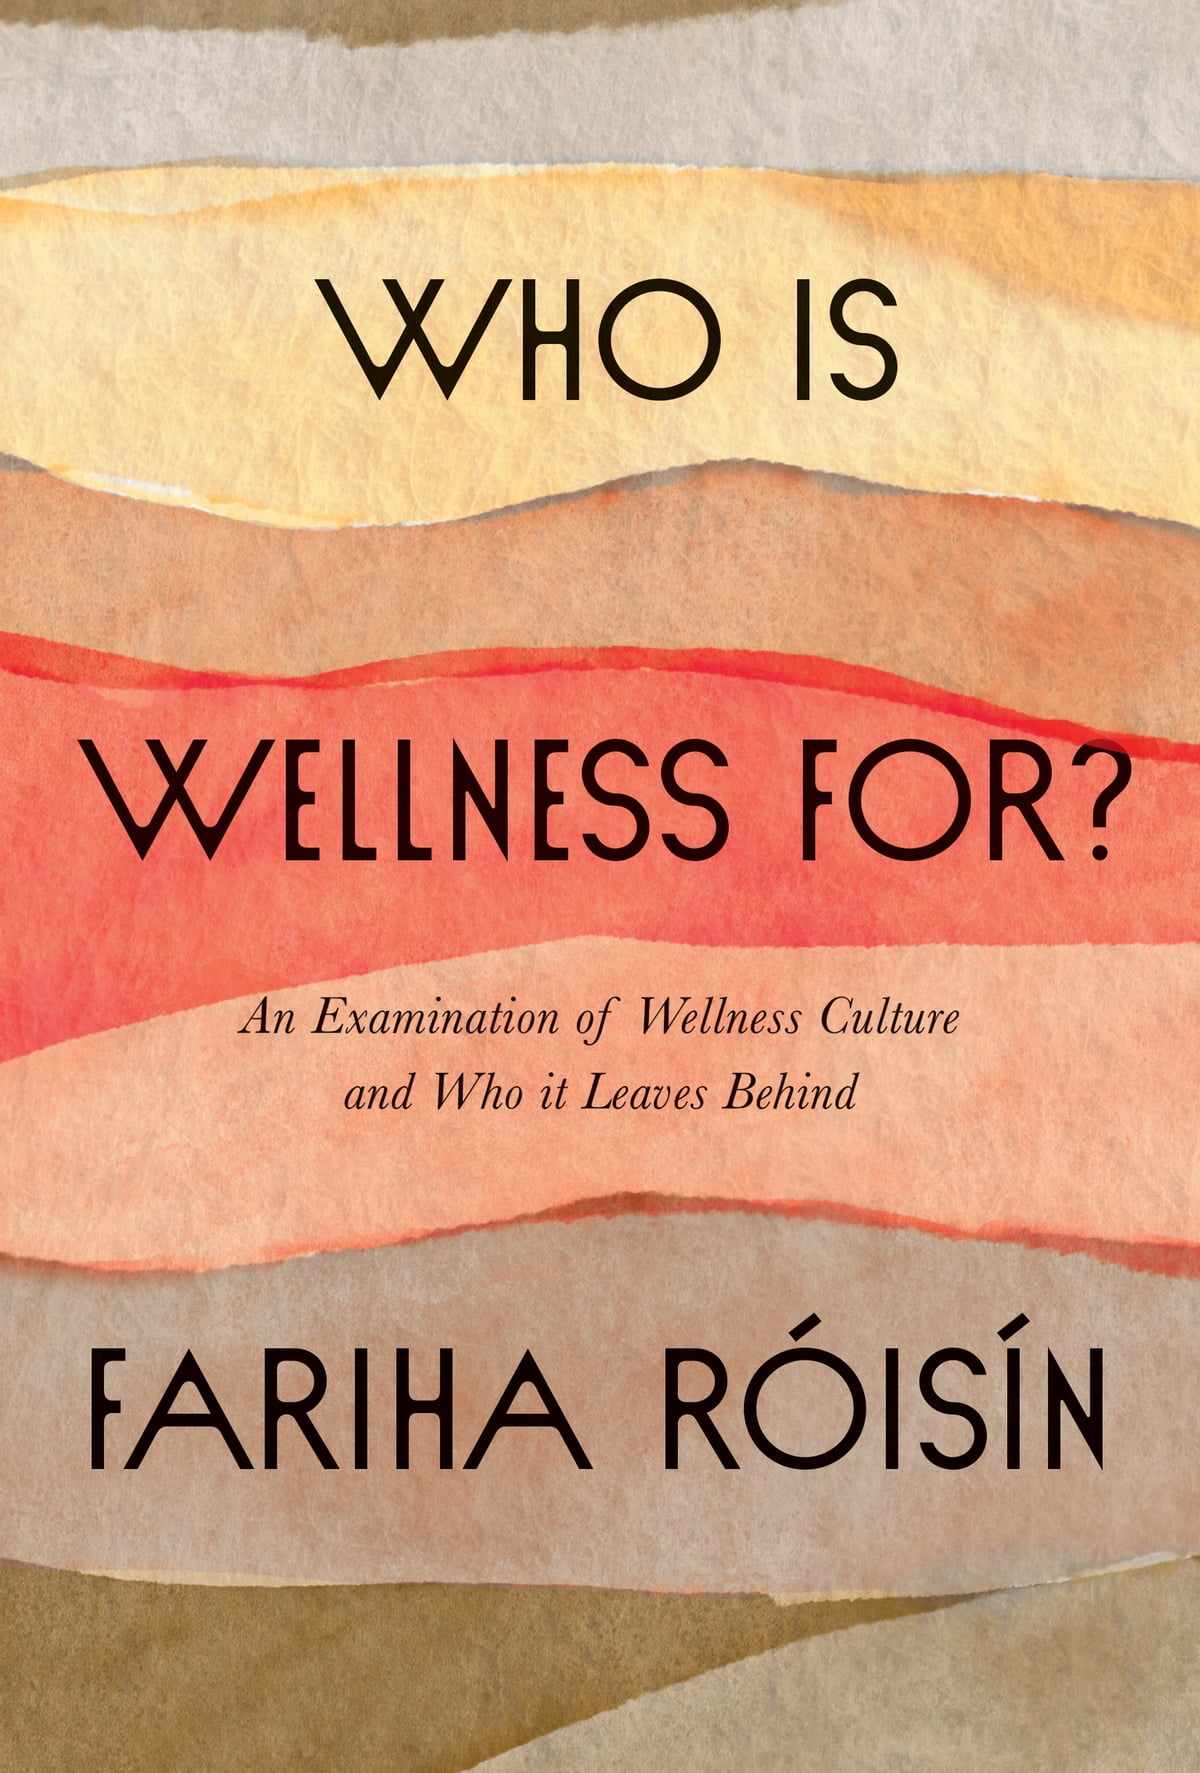 WHO IS
WELLNESS FOR?
An Examination of Wellness Culture
and Who it Leaves Behind
FARIHA RÓISÍN